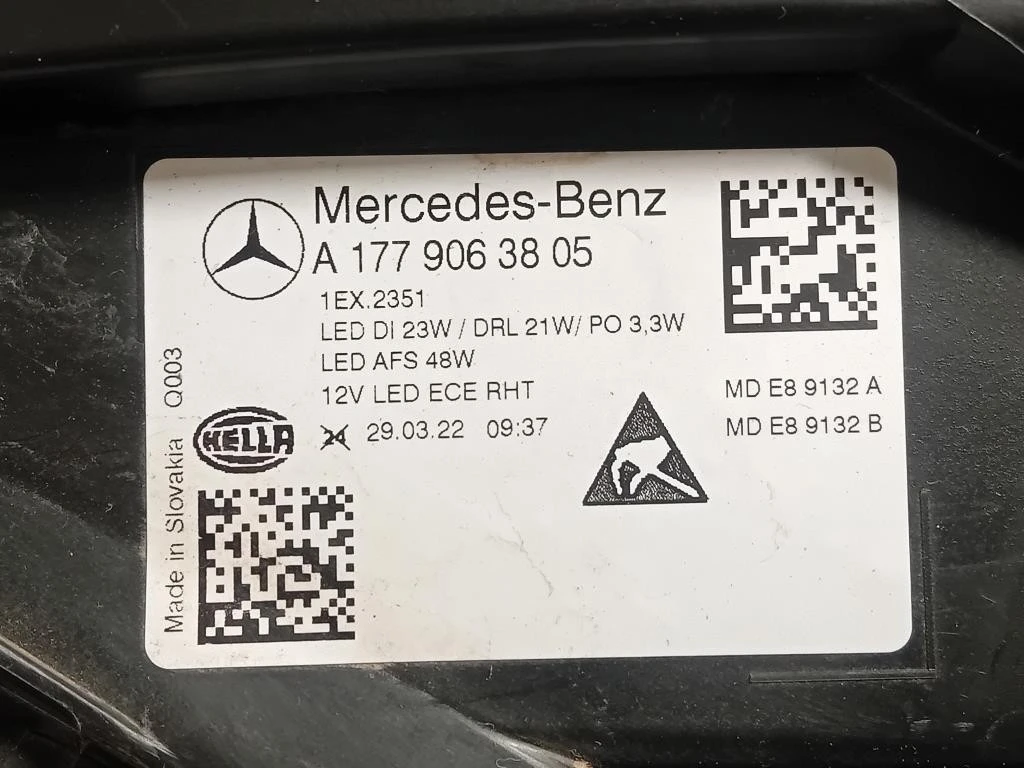 Mercedes-Benz
A 177 906 38 05
1EX.2351
LED DI 23W / DRL 21W/ PO 3,3W
LED AFS 48W
12V LED ECE RHT
24 29.03.22 09:37
MD E8 9132 A
MD E8 9132 B
HELLA
Made in Slovakia Q003